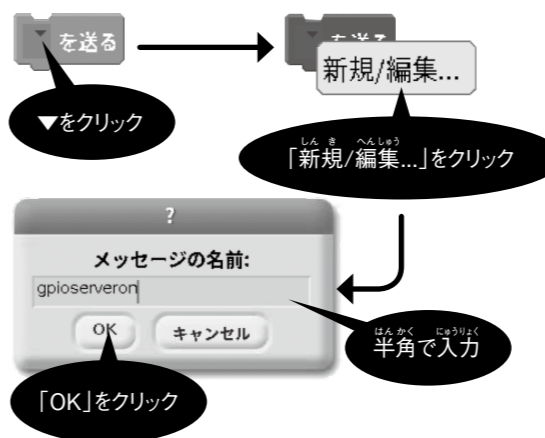 を送る
を送る
新規/編集...
▼をクリック
しんき へんしゅう
「新規/編集...」をクリック
?
メッセージの名前:
gpioserveron
OK
キャンセル
はんかく にゅうりょく
半角で入力
「OK」をクリック